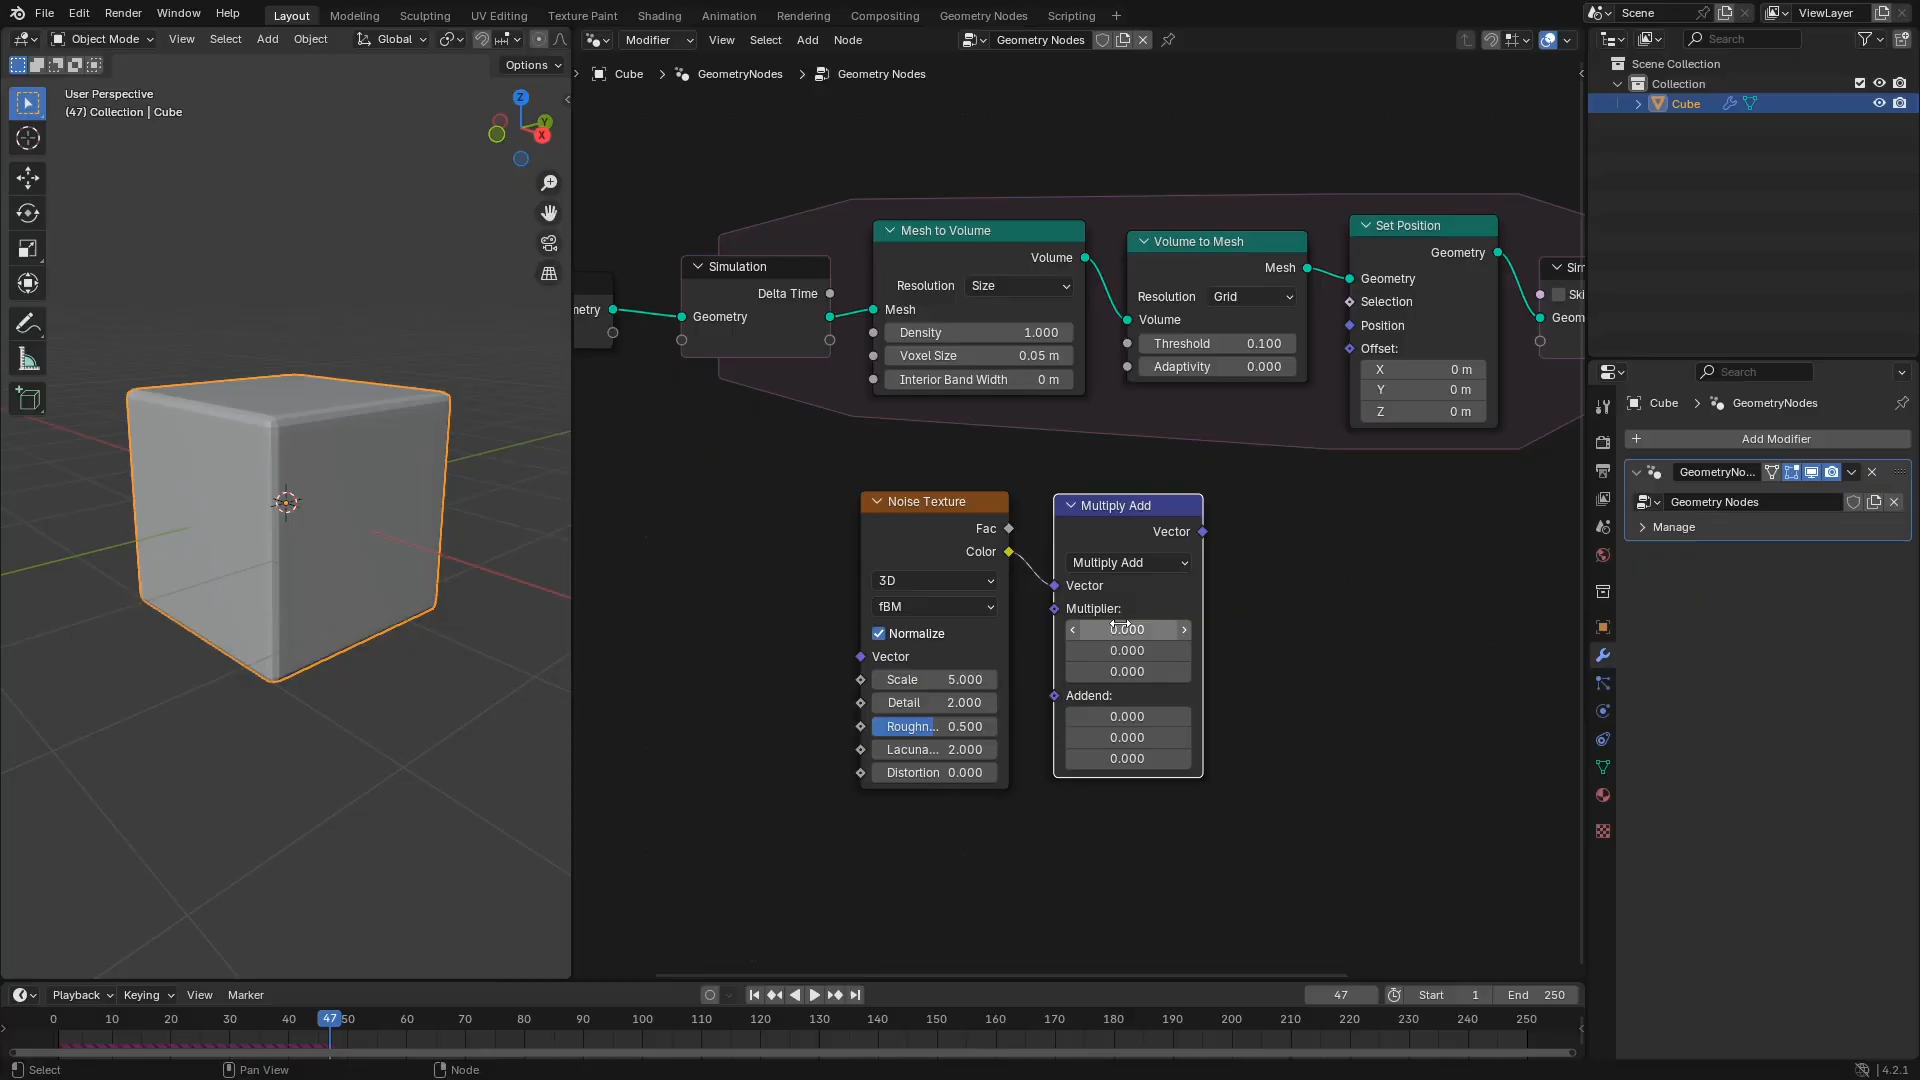 File Edit Render Window Help
Layout Modeling Sculpting UV Editing Texture Paint Shading Animation Rendering Compositing Geometry Nodes Scripting +
Scene
ViewLayer
Object Mode View Select Add Object Global
Options
User Perspective
(47) Collection | Cube
Z
Y
X
Modifier View Select Add Node Geometry Nodes
Cube > GeometryNodes > Geometry Nodes
metry
Simulation
Delta Time
Geometry
Mesh to Volume
Volume
Resolution Size
Mesh
Density 1.000
Voxel Size 0.05 m
Interior Band Width 0 m
Volume to Mesh
Mesh
Resolution Grid
Volume
Threshold 0.100
Adaptivity 0.000
Set Position
Geometry
Geometry
Selection
Position
Offset:
X 0 m
Y 0 m
Z 0 m
Sim
Ski
Geom
Noise Texture
Fac
Color
3D
fBM
Normalize
Vector
Scale 5.000
Detail 2.000
Roughn... 0.500
Lacuna... 2.000
Distortion 0.000
Multiply Add
Vector
Multiply Add
Vector
Multiplier:
0.000
0.000
0.000
Addend:
0.000
0.000
0.000
Search
Scene Collection
Collection
Cube
Search
Cube > GeometryNodes
+ Add Modifier
GeometryNo...
Geometry Nodes
Manage
Playback Keying View Marker
47
Start 1
End 250
0 10 20 30 40 47 50 60 70 80 90 100 110 120 130 140 150 160 170 180 190 200 210 220 230 240 250
Select
Pan View
Node
4.2.1